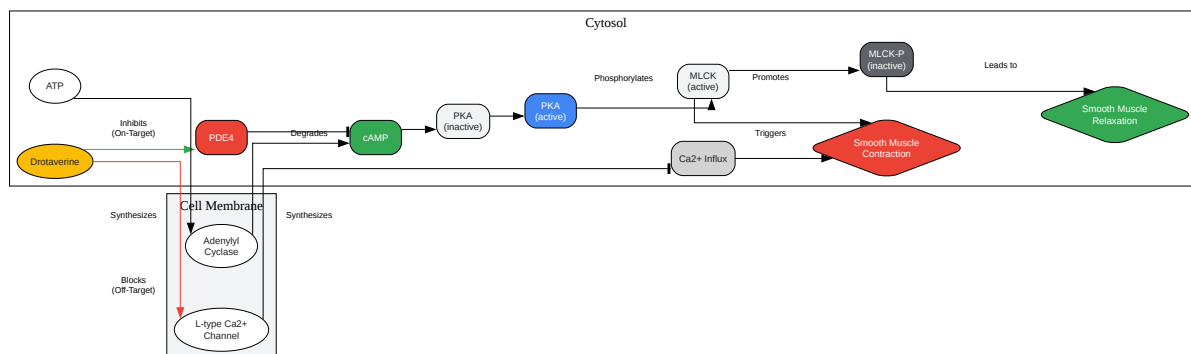 Cytosol
ATP
Inhibits
(On-Target)
Drotaverine
PDE4
Degrades
cAMP
PKA
(inactive)
PKA
(active)
Phosphorylates
MLCK
(active)
Promotes
MLCK-P
(inactive)
Leads to
Smooth Muscle
Relaxation
Triggers
Smooth Muscle
Contraction
Ca2+ Influx
Cell Membrane
Synthesizes
Synthesizes
Adenylyl
Cyclase
Blocks
(Off-Target)
L-type Ca2+
Channel